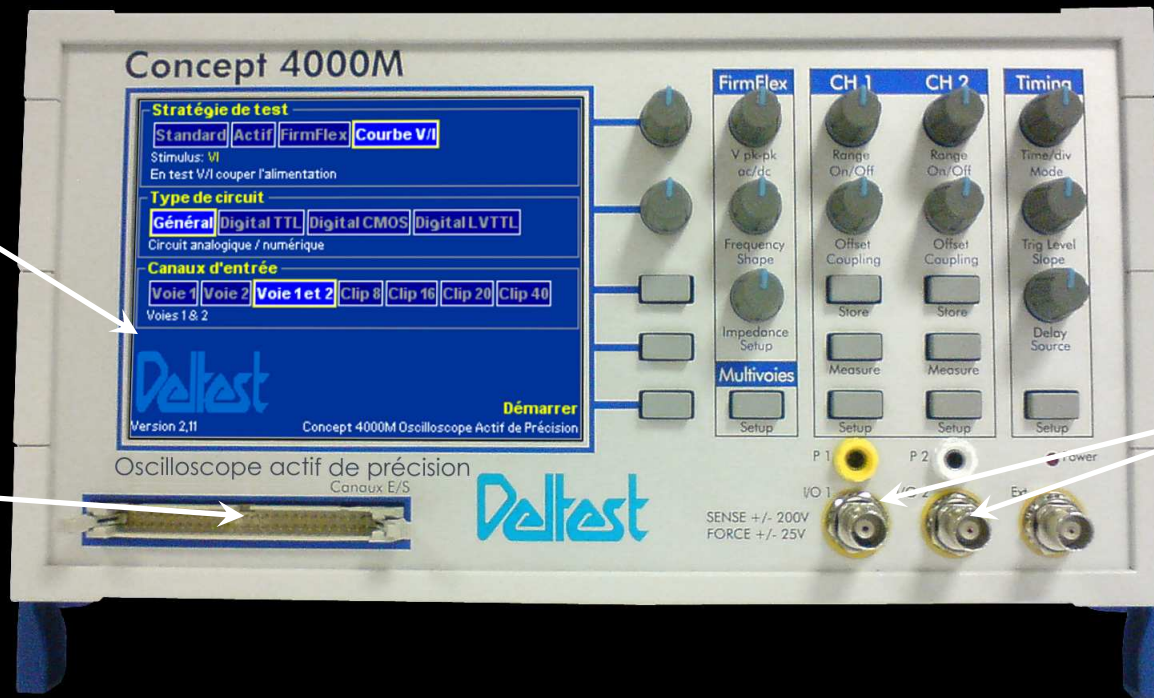 Concept 4000M
Stratégie de test
Standard Actif FirmFlex Courbe V/I
Stimulus: VI
En test V/I couper l'alimentation
Type de circuit
Général Digital TTL Digital CMOS Digital LVTTL
Circuit analogique / numérique
Canaux d'entrée
Voie 1 Voie 2 Voie 1 et 2 Clip 8 Clip 16 Clip 20 Clip 40
Voies 1 & 2
Deltest
Démarrer
Version 2,11 Concept 4000M Oscilloscope Actif de Précision
Oscilloscope actif de précision
Canaux E/S
Deltest
FirmFlex
V pk-pk
ac/dc
Frequency
Shape
Impedance
Setup
Multivoies
Setup
CH 1 CH 2
Range Range
On/Off On/Off
Offset Offset
Coupling Coupling
Store Store
Measure Measure
Setup Setup
Timing
Time/div
Mode
Trig Level
Slope
Delay
Source
Setup
P 1 P 2 Power
I/O 1 I/O 2 Ext
SENSE +/- 200V
FORCE +/- 25V